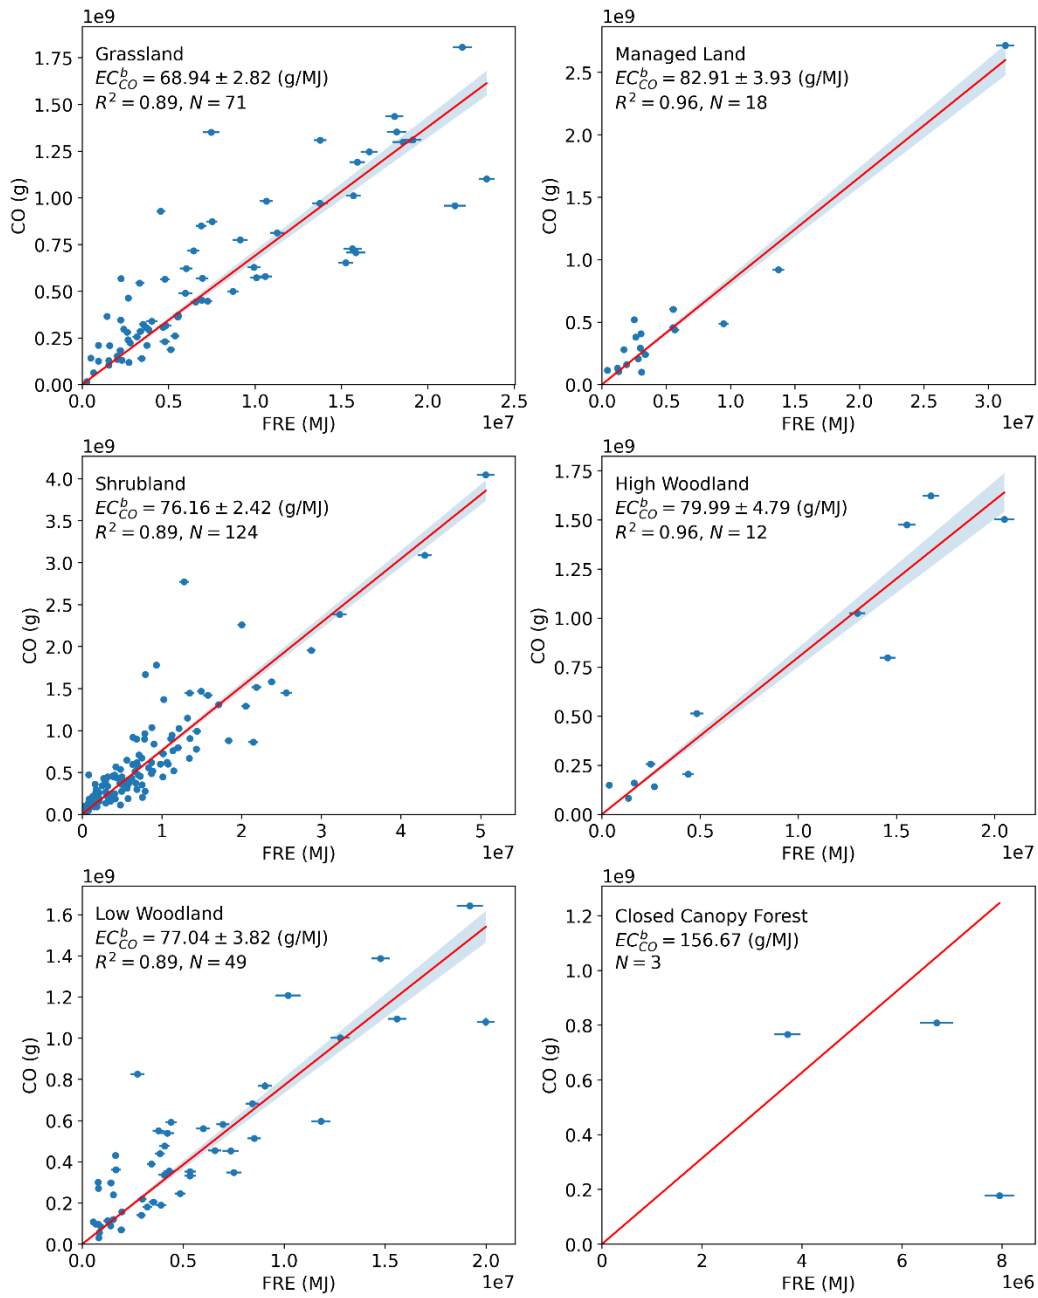 1e9
Grassland
EC^b_CO = 68.94 ± 2.82 (g/MJ)
R² = 0.89, N = 71
CO (g)
1.75
1.50
1.25
1.00
0.75
0.50
0.25
0.00
0.0 0.5 1.0 1.5 2.0 2.5
FRE (MJ)
1e7
1e9
Managed Land
EC^b_CO = 82.91 ± 3.93 (g/MJ)
R² = 0.96, N = 18
CO (g)
2.5
2.0
1.5
1.0
0.5
0.0
0.0 0.5 1.0 1.5 2.0 2.5 3.0
FRE (MJ)
1e7
1e9
Shrubland
EC^b_CO = 76.16 ± 2.42 (g/MJ)
R² = 0.89, N = 124
CO (g)
4.0
3.5
3.0
2.5
2.0
1.5
1.0
0.5
0.0
0 1 2 3 4 5
FRE (MJ)
1e7
1e9
High Woodland
EC^b_CO = 79.99 ± 4.79 (g/MJ)
R² = 0.96, N = 12
CO (g)
1.75
1.50
1.25
1.00
0.75
0.50
0.25
0.00
0.0 0.5 1.0 1.5 2.0
FRE (MJ)
1e7
1e9
Low Woodland
EC^b_CO = 77.04 ± 3.82 (g/MJ)
R² = 0.89, N = 49
CO (g)
1.6
1.4
1.2
1.0
0.8
0.6
0.4
0.2
0.0
0.0 0.5 1.0 1.5 2.0
FRE (MJ)
1e7
1e9
Closed Canopy Forest
EC^b_CO = 156.67 (g/MJ)
N = 3
CO (g)
1.2
1.0
0.8
0.6
0.4
0.2
0.0
0 2 4 6 8
FRE (MJ)
1e6